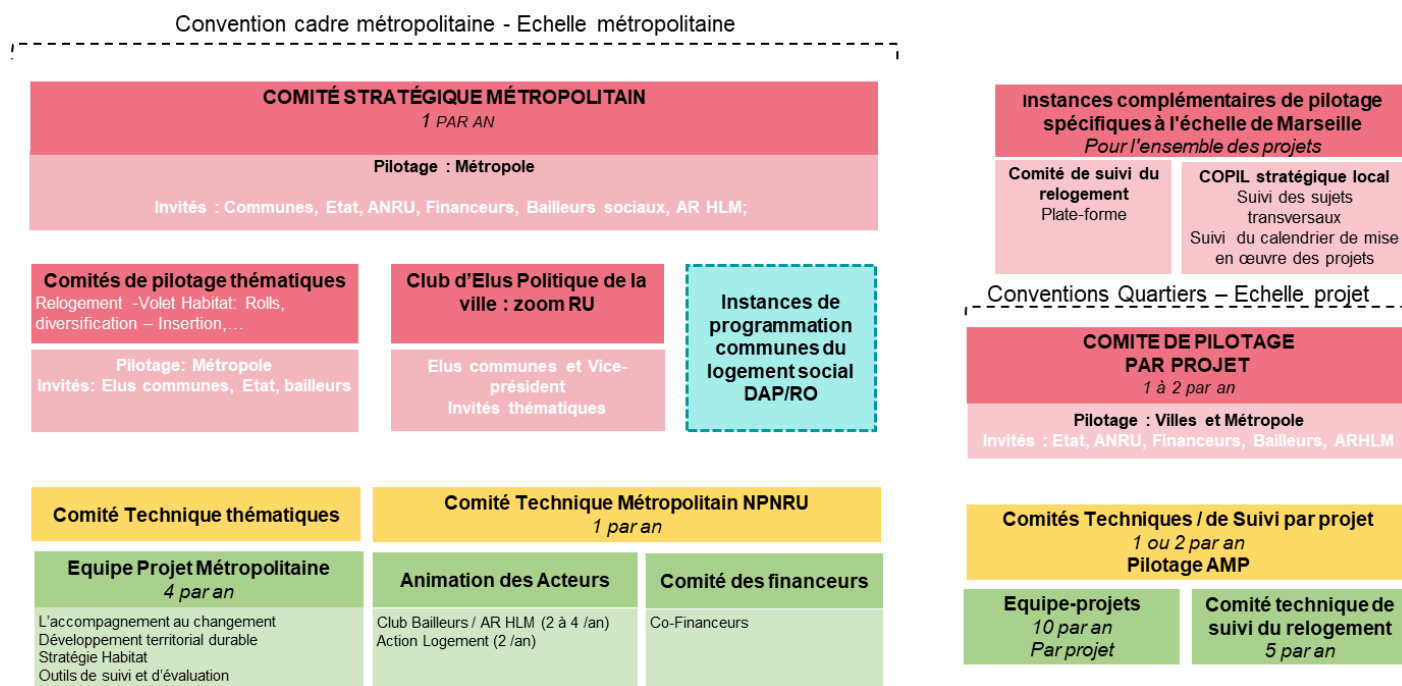 Convention cadre métropolitaine - Echelle métropolitaine
COMITÉ STRATÉGIQUE MÉTROPOLITAIN
1 PAR AN
Pilotage : Métropole
Invités : Communes, Etat, ANRU, Financeurs, Bailleurs sociaux, AR HLM;
Comités de pilotage thématiques
Relogement -Volet Habitat: Rolls,
diversification – Insertion,…
Pilotage: Métropole
Invités: Elus communes, Etat, bailleurs
Club d’Elus Politique de la
ville : zoom RU
Elus communes et Vice-
président
Invités thématiques
Instances de
programmation
communes du
logement social
DAP/RO
Comité Technique thématiques
Comité Technique Métropolitain NPNRU
1 par an
Equipe Projet Métropolitaine
4 par an
L’accompagnement au changement
Développement territorial durable
Stratégie Habitat
Outils de suivi et d’évaluation
Animation des Acteurs
Club Bailleurs / AR HLM (2 à 4 /an)
Action Logement (2 /an)
Comité des financeurs
Co-Financeurs
Instances complémentaires de pilotage
spécifiques à l'échelle de Marseille
Pour l'ensemble des projets
Comité de suivi du
relogement
Plate-forme
COPIL stratégique local
Suivi des sujets
transversaux
Suivi du calendrier de mise
en œuvre des projets
Conventions Quartiers – Echelle projet
COMITE DE PILOTAGE
PAR PROJET
1 à 2 par an
Pilotage : Villes et Métropole
Invités : Etat, ANRU, Financeurs, Bailleurs, ARHLM
Comités Techniques / de Suivi par projet
1 ou 2 par an
Pilotage AMP
Equipe-projets
10 par an
Par projet
Comité technique de
suivi du relogement
5 par an